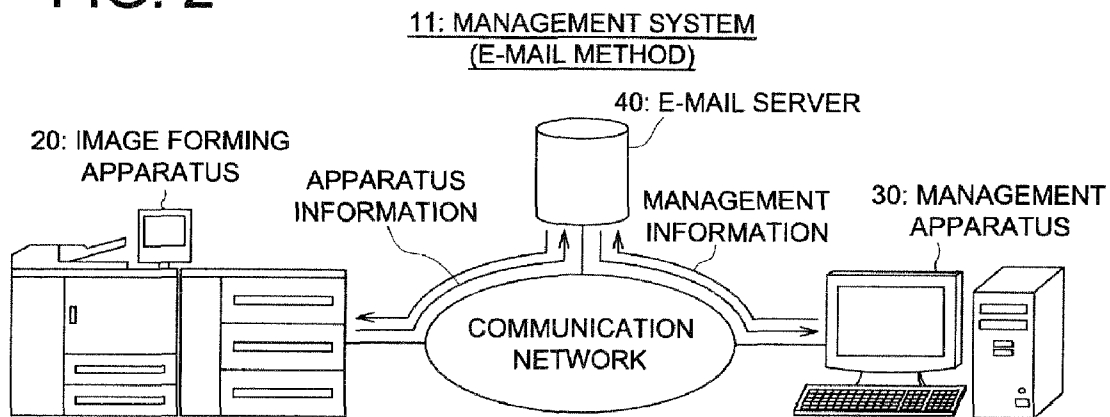 FIG. 2
11: MANAGEMENT SYSTEM
(E-MAIL METHOD)
40: E-MAIL SERVER
20: IMAGE FORMING
APPARATUS
APPARATUS
INFORMATION
MANAGEMENT
INFORMATION
30: MANAGEMENT
APPARATUS
COMMUNICATION
NETWORK